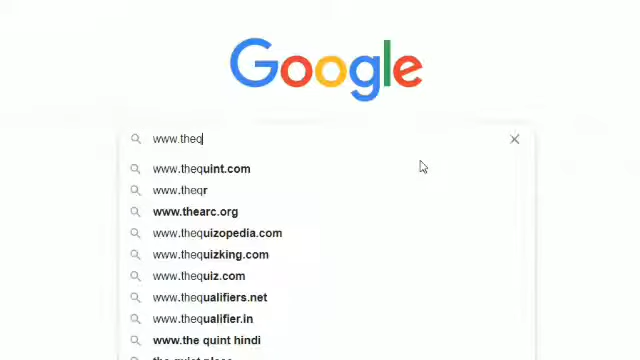 Google
www.theq
www.thequint.com
www.theqr
www.thearc.org
www.thequizopedia.com
www.thequizking.com
www.thequiz.com
www.thequalifiers.net
www.thequalifier.in
www.the quint hindi